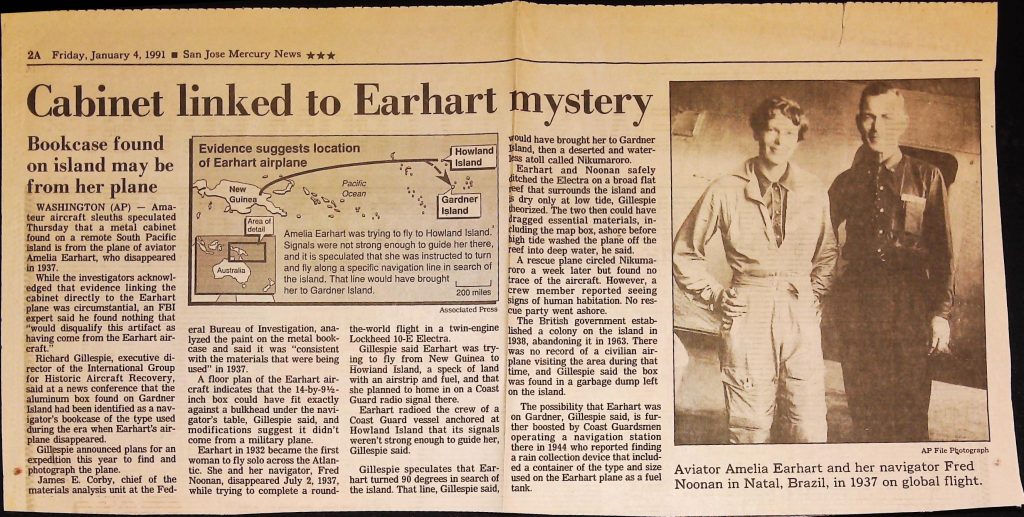 2A Friday, January 4, 1991 ■ San Jose Mercury News ★★★
Cabinet linked to Earhart mystery
Bookcase found
on island may be
from her plane
WASHINGTON (AP) — Ama-
teur aircraft sleuths speculated
Thursday that a metal cabinet
found on a remote South Pacific
island is from the plane of aviator
Amelia Earhart, who disappeared
in 1937.
While the investigators acknowl-
edged that evidence linking the
cabinet directly to the Earhart
plane was circumstantial, an FBI
expert said he found nothing that
"would disqualify this artifact as
having come from the Earhart air-
craft."
Richard Gillespie, executive di-
rector of the International Group
for Historic Aircraft Recovery,
said at a news conference that the
aluminum box found on Gardner
Island had been identified as a nav-
igator's bookcase of the type used
during the era when Earhart's air-
plane disappeared.
Gillespie announced plans for an
expedition this year to find and
photograph the plane.
James E. Corby, chief of the
materials analysis unit at the Fed-
Evidence suggests location
of Earhart airplane
Howland
Island
New
Guinea
Pacific
Ocean
Gardner
Island
Area of
detail
Australia
Amelia Earhart was trying to fly to Howland Island.
Signals were not strong enough to guide her there,
and it is speculated that she was instructed to turn
and fly along a specific navigation line in search of
the island. That line would have brought
her to Gardner Island.
200 miles
Associated Press
eral Bureau of Investigation, ana-
lyzed the paint on the metal book-
case and said it was "consistent
with the materials that were being
used" in 1937.
A floor plan of the Earhart air-
craft indicates that the 14-by-9½-
inch box could have fit exactly
against a bulkhead under the navi-
gator's table, Gillespie said, and
modifications suggest it didn't
come from a military plane.
Earhart in 1932 became the first
woman to fly solo across the Atlan-
tic. She and her navigator, Fred
Noonan, disappeared July 2, 1937,
while trying to complete a round-
the-world flight in a twin-engine
Lockheed 10-E Electra.
Gillespie said Earhart was try-
ing to fly from New Guinea to
Howland Island, a speck of land
with an airstrip and fuel, and that
she planned to home in on a Coast
Guard radio signal there.
Earhart radioed the crew of a
Coast Guard vessel anchored at
Howland Island that its signals
weren't strong enough to guide her,
Gillespie said.
Gillespie speculates that Ear-
hart turned 90 degrees in search of
the island. That line, Gillespie said,
would have brought her to Gardner
Island, then a deserted and water-
less atoll called Nikumaroro.
Earhart and Noonan safely
ditched the Electra on a broad flat
reef that surrounds the island and
is dry only at low tide, Gillespie
theorized. The two then could have
dragged essential materials, in-
cluding the map box, ashore before
high tide washed the plane off the
reef into deep water, he said.
A rescue plane circled Nikuma-
roro a week later but found no
trace of the aircraft. However, a
crew member reported seeing
signs of human habitation. No res-
cue party went ashore.
The British government estab-
lished a colony on the island in
1938, abandoning it in 1963. There
was no record of a civilian air-
plane visiting the area during that
time, and Gillespie said the box
was found in a garbage dump left
on the island.
The possibility that Earhart was
on Gardner, Gillespie said, is fur-
ther boosted by Coast Guardsmen
operating a navigation station
there in 1944 who reported finding
a rain collection device that includ-
ed a container of the type and size
used on the Earhart plane as a fuel
tank.
AP File Photograph
Aviator Amelia Earhart and her navigator Fred
Noonan in Natal, Brazil, in 1937 on global flight.